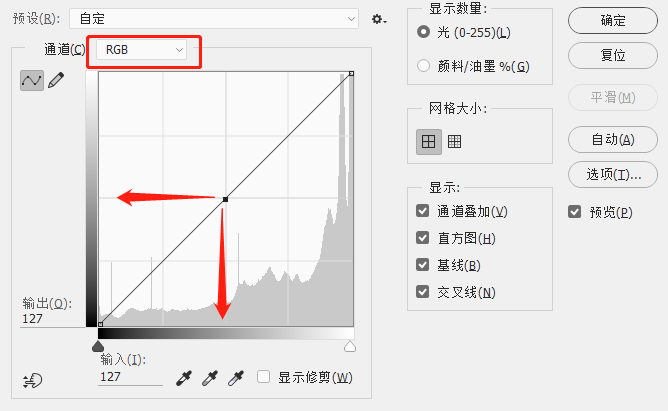 预设(R): 自定
通道(C) RGB
输出(O):
127
输入(I):
127
显示修剪(W)
显示数量:
光 (0-255)(L)
颜料/油墨 %(G)
网格大小:
显示:
通道叠加(V)
直方图(H)
基线(B)
交叉线(N)
确定
复位
平滑(M)
自动(A)
选项(T)...
预览(P)